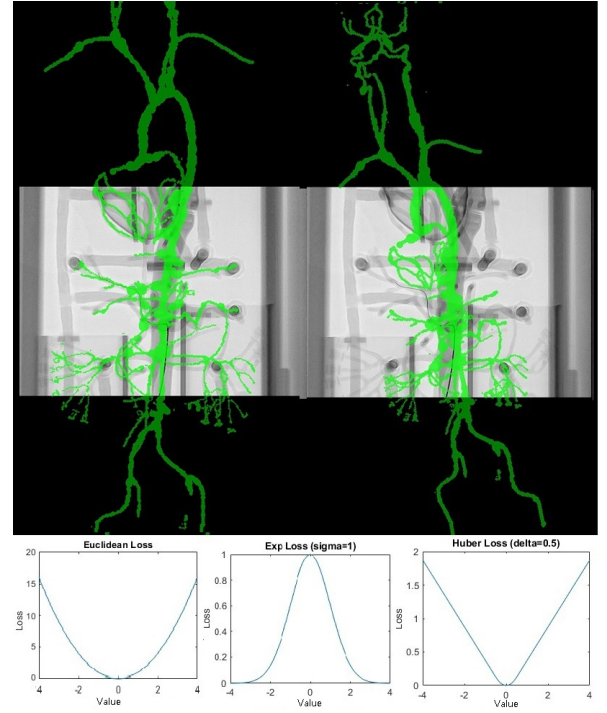 Euclidean Loss
20
15
10
5
0
4 -2 0 2 4
Loss
Value
Exp Loss (sigma=1)
1
0.8
0.6
0.4
0.2
0
-4 -2 0 2 4
Loss
Value
Huber Loss (delta=0.5)
2
1.5
1
0.5
0
-4 -2 0 2 4
Loss
Value